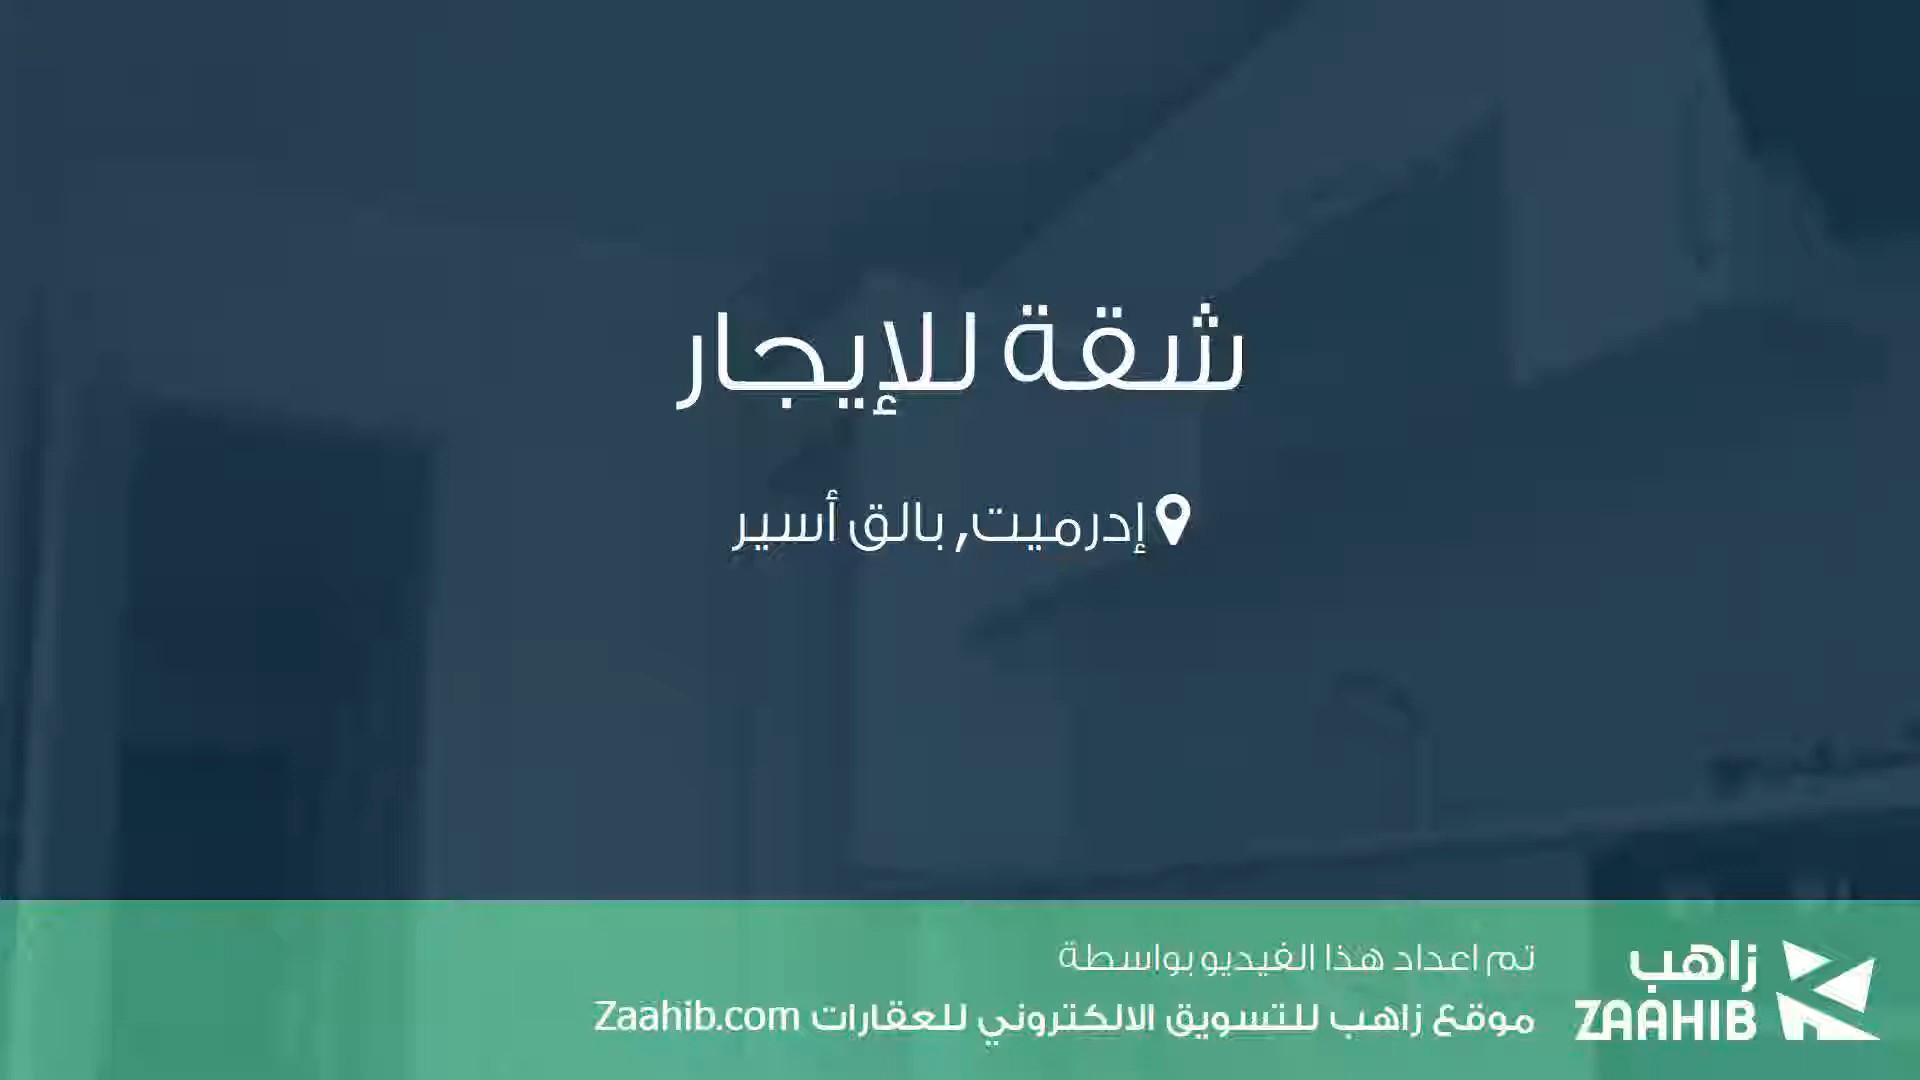 شقة للإيجار
إدرميت, بالق أسير
تم اعداد هذا الفيديو بواسطة
موقع زاهب للتسويق الالكتروني للعقارات Zaahib.com
زاهب
ZAAHIB